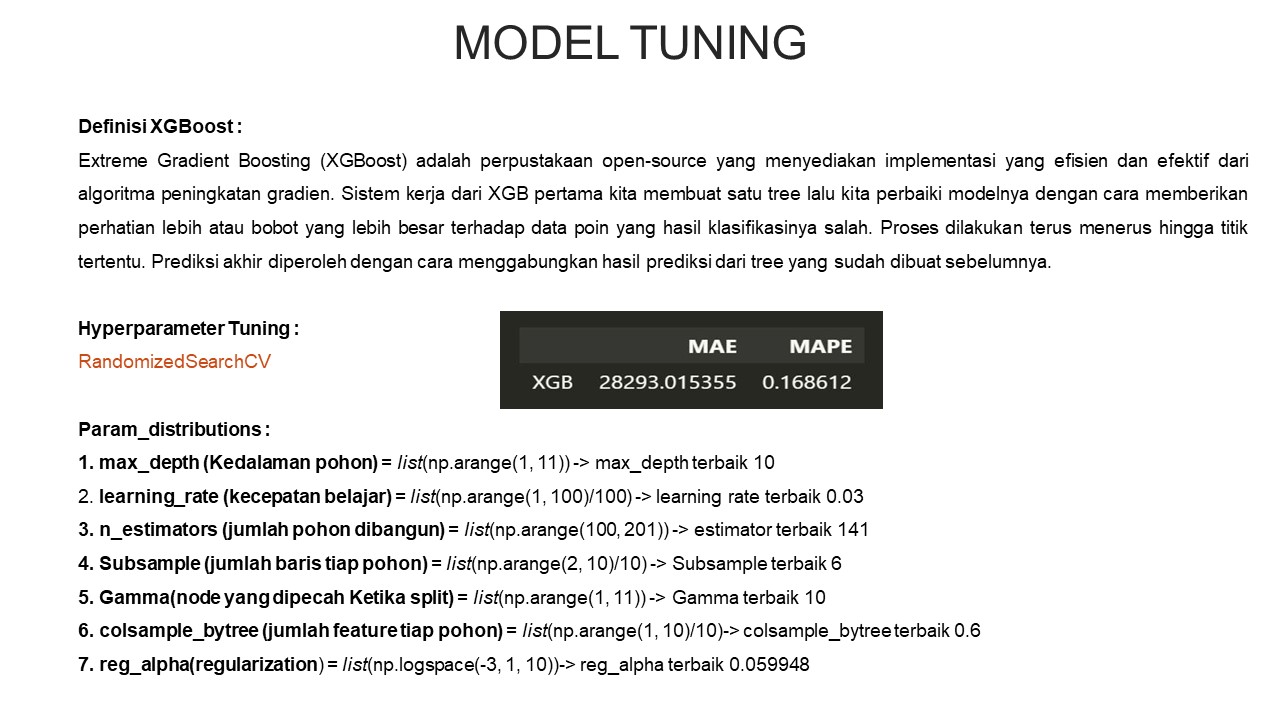 MODEL TUNING
Definisi XGBoost :
Extreme Gradient Boosting (XGBoost) adalah perpustakaan open-source yang menyediakan implementasi yang efisien dan efektif dari
algoritma peningkatan gradien. Sistem kerja dari XGB pertama kita membuat satu tree lalu kita perbaiki modelnya dengan cara memberikan
perhatian lebih atau bobot yang lebih besar terhadap data poin yang hasil klasifikasinya salah. Proses dilakukan terus menerus hingga titik
tertentu. Prediksi akhir diperoleh dengan cara menggabungkan hasil prediksi dari tree yang sudah dibuat sebelumnya.
Hyperparameter Tuning :
RandomizedSearchCV
MAE MAPE
XGB 28293.015355 0.168612
Param_distributions :
1. max_depth (Kedalaman pohon) = list(np.arange(1, 11)) -> max_depth terbaik 10
2. learning_rate (kecepatan belajar) = list(np.arange(1, 100)/100) -> learning rate terbaik 0.03
3. n_estimators (jumlah pohon dibangun) = list(np.arange(100, 201)) -> estimator terbaik 141
4. Subsample (jumlah baris tiap pohon) = list(np.arange(2, 10)/10) -> Subsample terbaik 6
5. Gamma(node yang dipecah Ketika split) = list(np.arange(1, 11)) -> Gamma terbaik 10
6. colsample_bytree (jumlah feature tiap pohon) = list(np.arange(1, 10)/10)-> colsample_bytree terbaik 0.6
7. reg_alpha(regularization) = list(np.logspace(-3, 1, 10))-> reg_alpha terbaik 0.059948